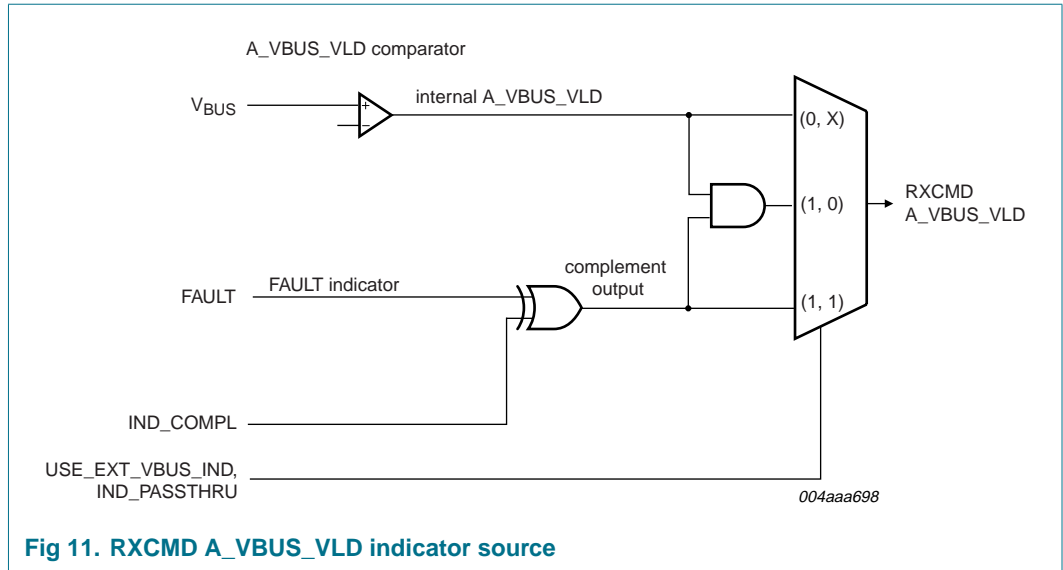 A_VBUS_VLD comparator
VBUS
+
−
internal A_VBUS_VLD
(0, X)
(1, 0)
RXCMD
A_VBUS_VLD
complement
output
FAULT
FAULT indicator
(1, 1)
IND_COMPL
USE_EXT_VBUS_IND,
IND_PASSTHRU
004aaa698
Fig 11. RXCMD A_VBUS_VLD indicator source